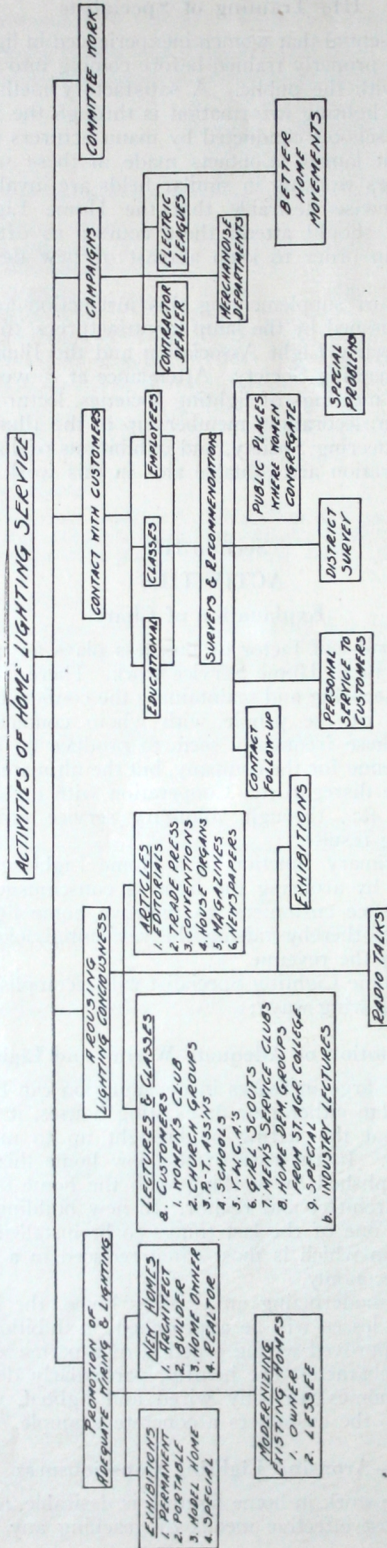 ACTIVITIES OF HOME LIGHTING SERVICE
PROMOTION OF
ADEQUATE WIRING & LIGHTING
EXHIBITIONS
1. PERMANENT
2. PORTABLE
3. MODEL HOME
4. SPECIAL
NEW HOMES
1. ARCHITECT
2. BUILDER
3. HOME OWNER
4. REALTOR
MODERNIZING
EXISTING HOMES
1. OWNER
2. LESSEE
AROUSING
LIGHTING CONCIOUSNESS
LECTURES & CLASSES
a. CUSTOMERS
1. WOMEN'S CLUB
2. CHURCH GROUPS
3. P.-T. ASS'NS.
4. SCHOOLS
5. Y.W.C.A.
6. GIRL SCOUTS
7. MEN'S SERVICE CLUBS
8. HOME DEM. GROUPS
FROM ST. AGR. COLLEGE
9. SPECIAL
b. INDUSTRY LECTURES
ARTICLES
1. EDITORIALS
2. TRADE PRESS
3. CONVENTIONS
4. HOUSE ORGANS
5. MAGAZINES
6. NEWSPAPERS
EXHIBITIONS
RADIO TALKS
CONTACT WITH CUSTOMERS
EDUCATIONAL
CLASSES
EMPLOYEES
SURVEYS & RECOMMENDATIONS
CONTACT
FOLLOW-UP
PUBLIC PLACES
WHERE WOMEN
CONGREGATE
PERSONAL
SERVICE TO
CUSTOMERS
DISTRICT
SURVEY
SPECIAL
PROBLEMS
CAMPAIGNS
CONTRACTOR
DEALER
ELECTRIC
LEAGUES
MERCHANDISE
DEPARTMENT
COMMITTEE WORK
BETTER
HOME
MOVEMENTS